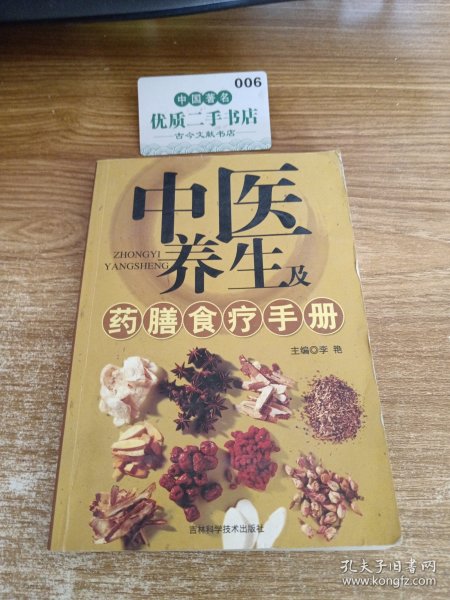 006
中国著名
优质二手书店
古今文献书店
中医
ZHONGYI
YANGSHENG
养生及
药膳食疗手册
主编◎李艳
吉林科学技术出版社
孔夫子旧书网
www.kongfz.com